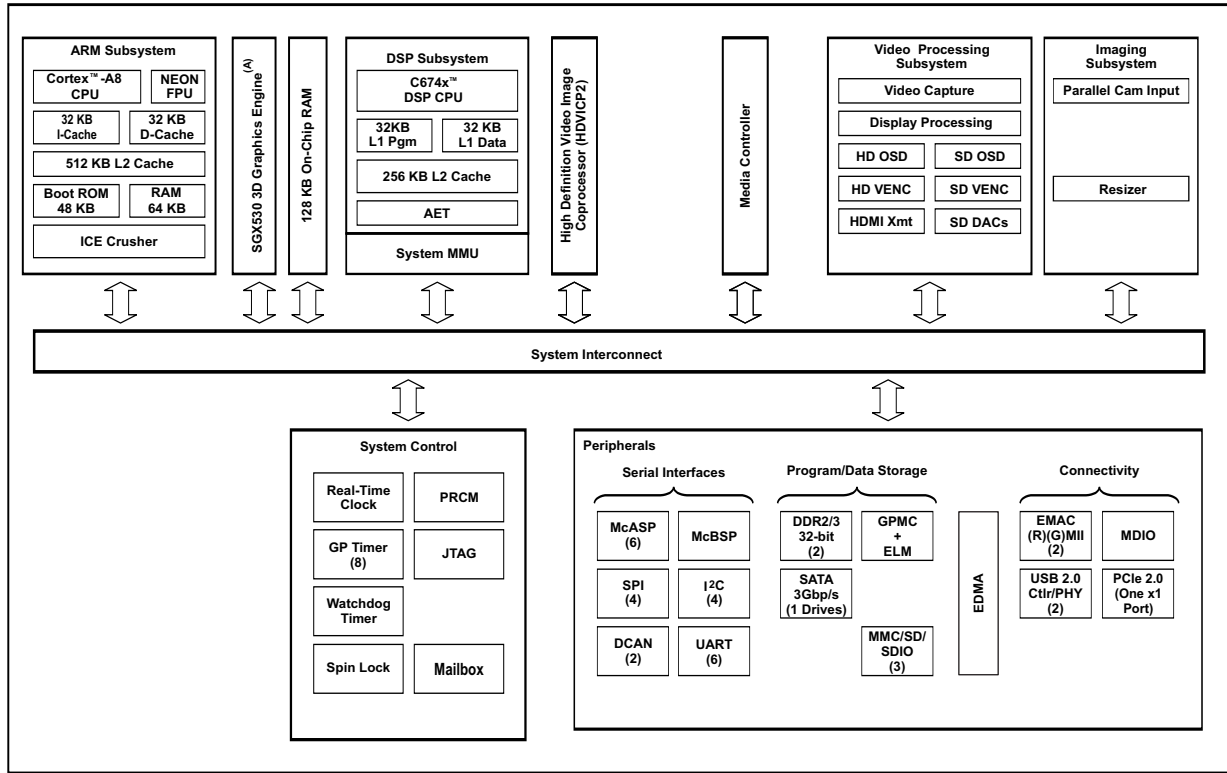 ARM Subsystem
Cortex™-A8
CPU
NEON
FPU
32 KB
I-Cache
32 KB
D-Cache
512 KB L2 Cache
Boot ROM
48 KB
RAM
64 KB
ICE Crusher
SGX530 3D Graphics Engine(A)
128 KB On-Chip RAM
DSP Subsystem
C674x™
DSP CPU
32KB
L1 Pgm
32 KB
L1 Data
256 KB L2 Cache
AET
System MMU
High Definition Video Image
Coprocessor (HDVICP2)
Media Controller
Video Processing
Subsystem
Video Capture
Display Processing
HD OSD
SD OSD
HD VENC
SD VENC
HDMI Xmt
SD DACs
Imaging
Subsystem
Parallel Cam Input
Resizer
System Interconnect
System Control
Real-Time
Clock
PRCM
GP Timer
(8)
JTAG
Watchdog
Timer
Spin Lock
Mailbox
Peripherals
Serial Interfaces
McASP
(6)
McBSP
SPI
(4)
I²C
(4)
DCAN
(2)
UART
(6)
Program/Data Storage
DDR2/3
32-bit
(2)
GPMC
+
ELM
SATA
3Gbp/s
(1 Drives)
MMC/SD/
SDIO
(3)
EDMA
Connectivity
EMAC
(R)(G)MII
(2)
MDIO
USB 2.0
Ctlr/PHY
(2)
PCIe 2.0
(One x1
Port)